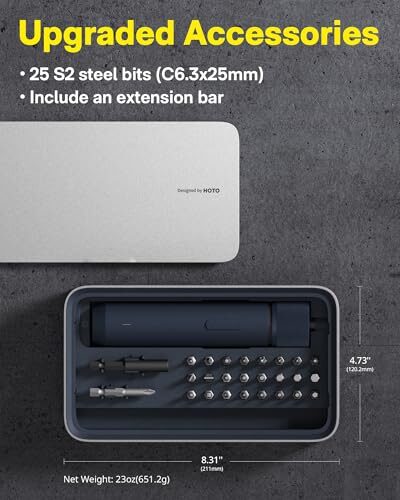 Upgraded Accessories
• 25 S2 steel bits (C6.3x25mm)
• Include an extension bar
Designed by HOTO
4.73"
(120.2mm)
8.31"
(211mm)
Net Weight: 23oz(651.2g)